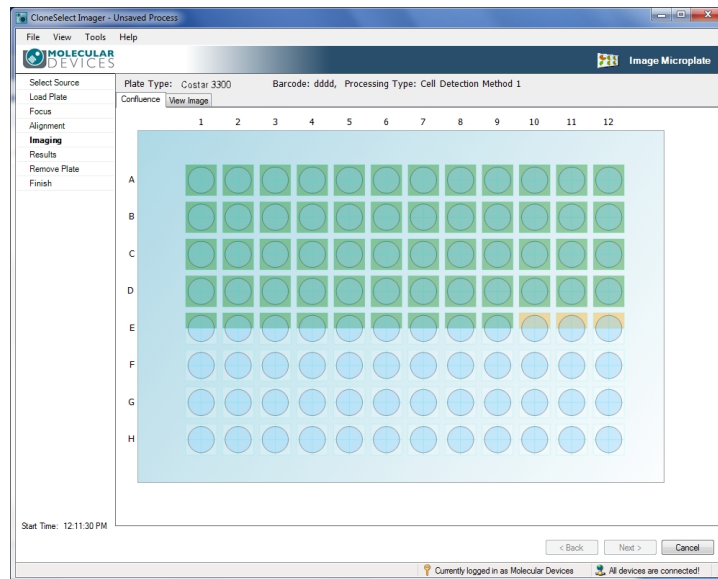 CloneSelect Imager - Unsaved Process
File View Tools Help
MOLECULAR
DEVICES
Image Microplate
Select Source
Load Plate
Focus
Alignment
Imaging
Results
Remove Plate
Finish
Plate Type: Costar 3300 Barcode: dddd, Processing Type: Cell Detection Method 1
Confluence View Image
1 2 3 4 5 6 7 8 9 10 11 12
A
B
C
D
E
F
G
H
Start Time: 12:11:30 PM
< Back Next > Cancel
Currently logged in as Molecular Devices All devices are connected!